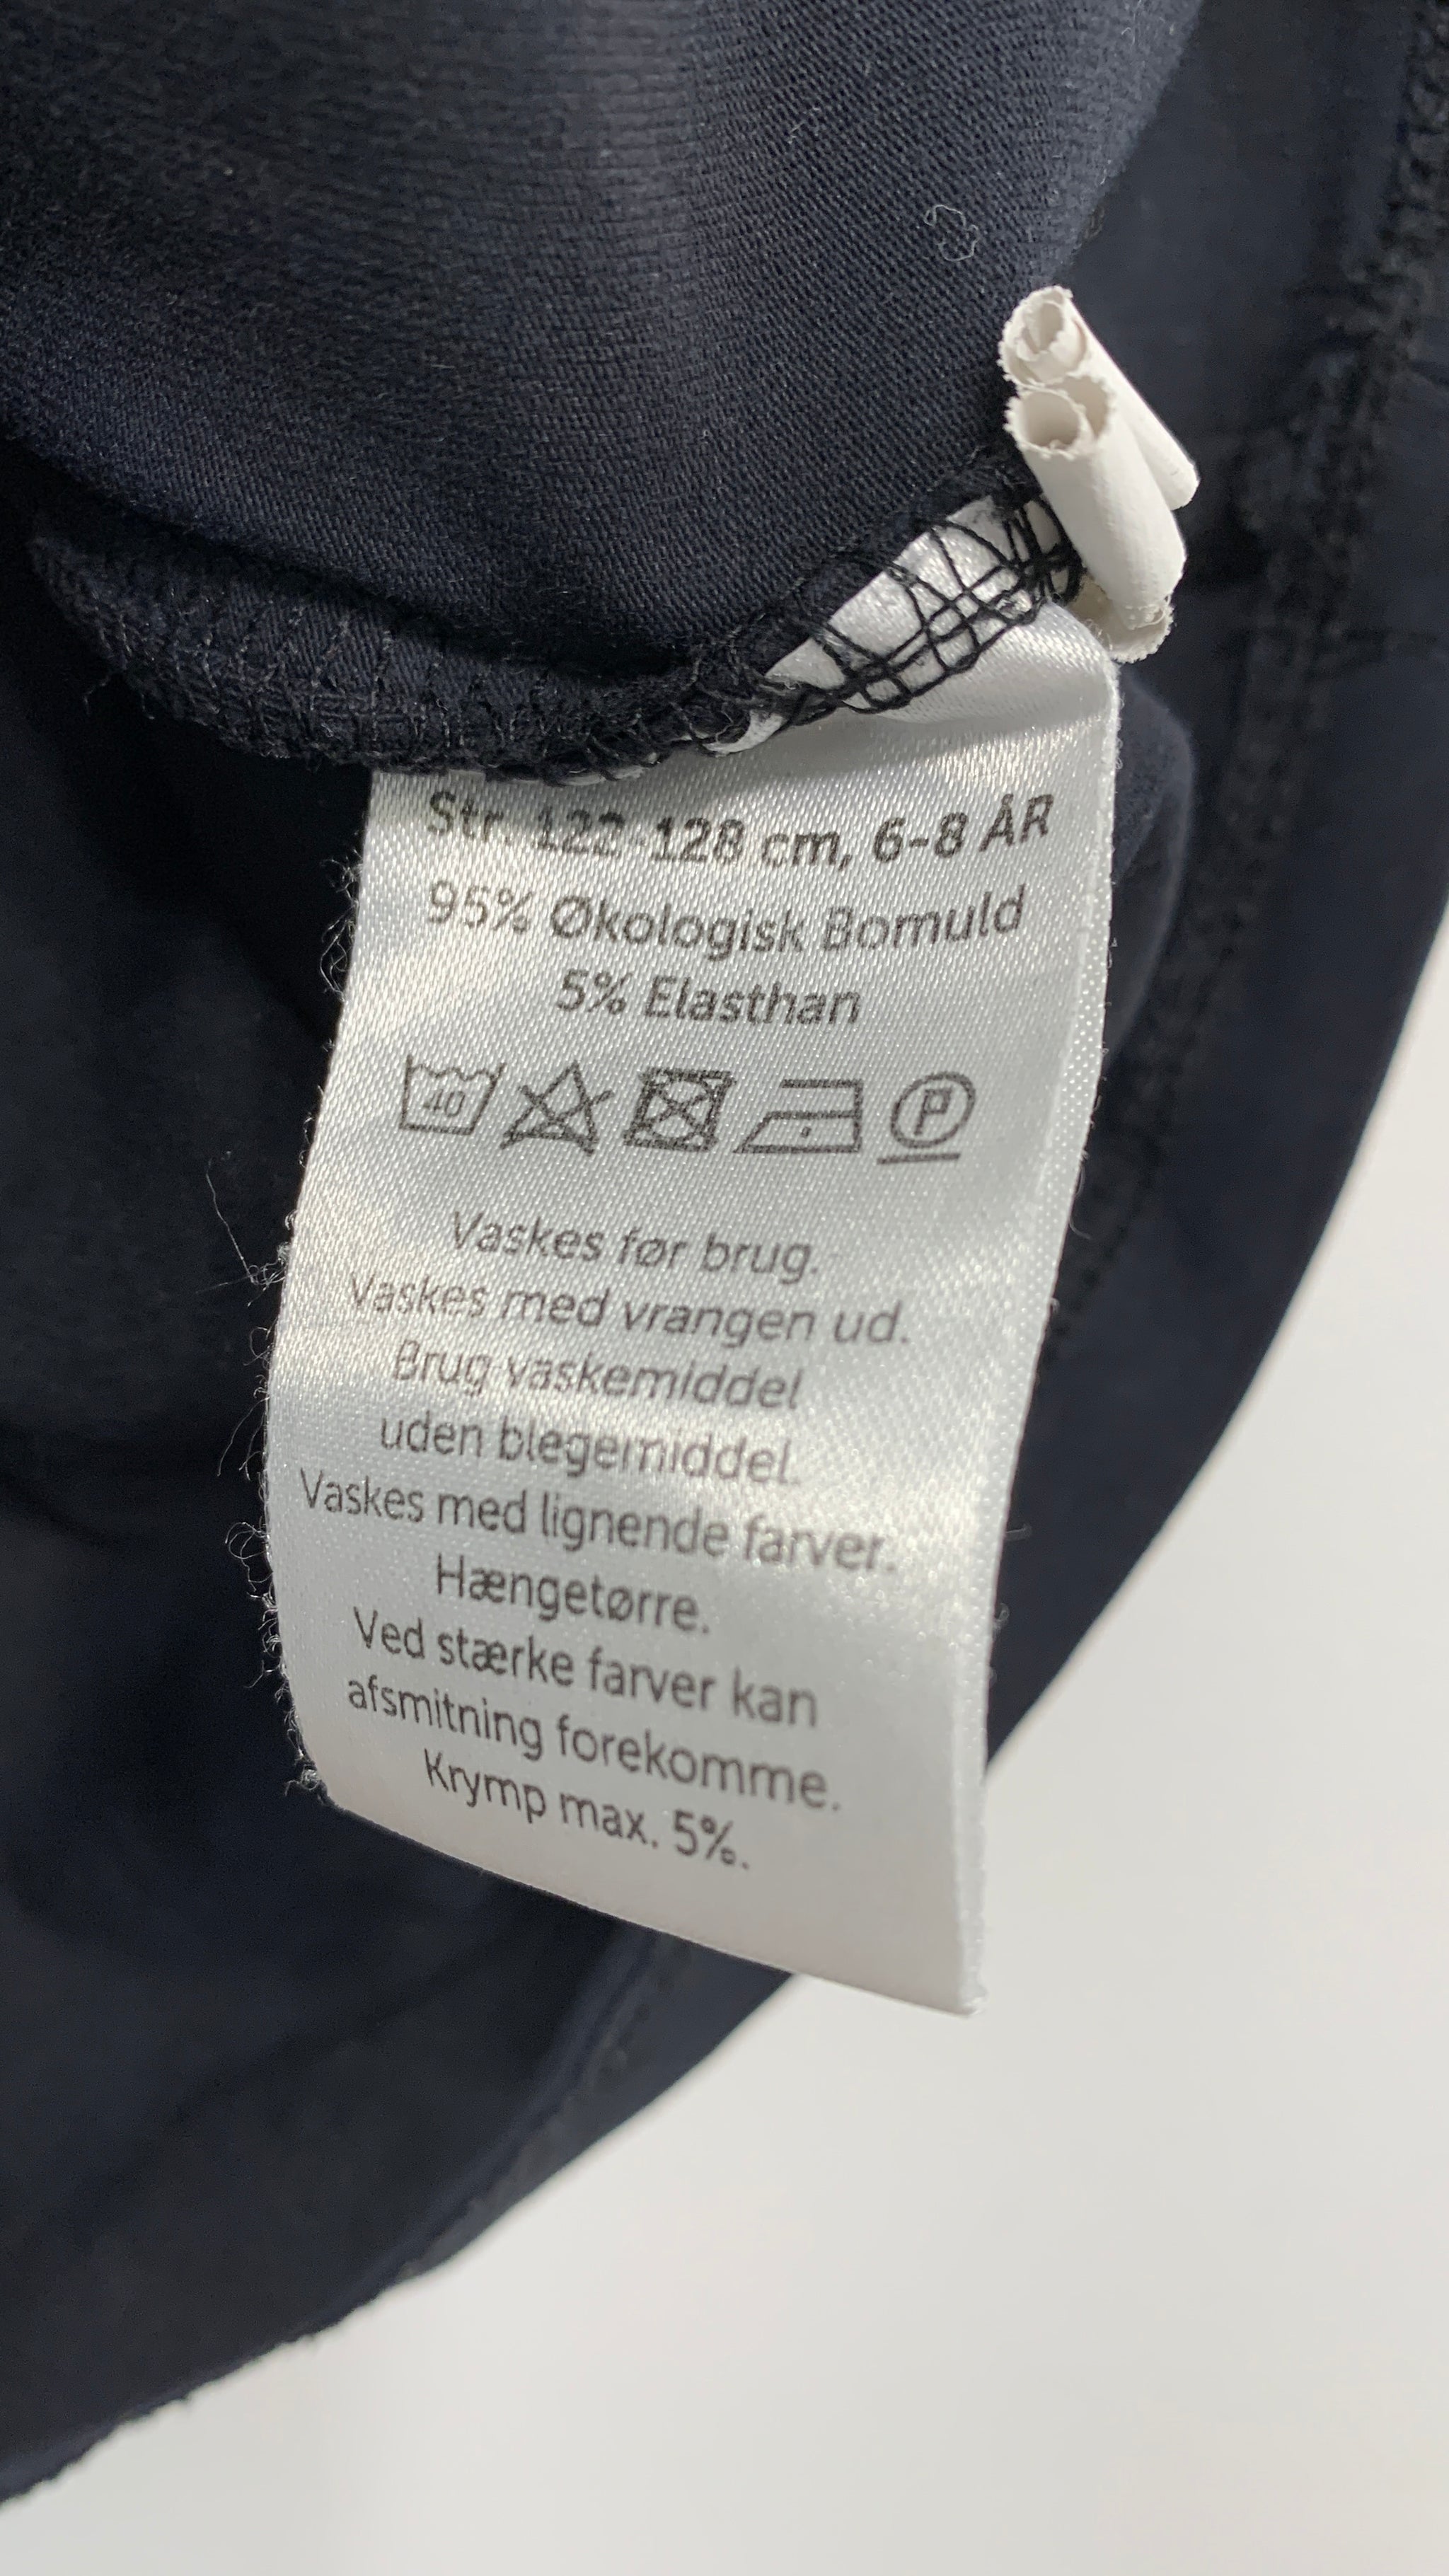 Str. 122-128 cm, 6-8 ÅR
95% Økologisk Bomuld
5% Elasthan
40 P
Vaskes før brug.
Vaskes med vrangen ud.
Brug vaskemiddel
uden blegemiddel.
Vaskes med lignende farver.
Hængetørre.
Ved stærke farver kan
afsmitning forekomme.
Krymp max. 5%.